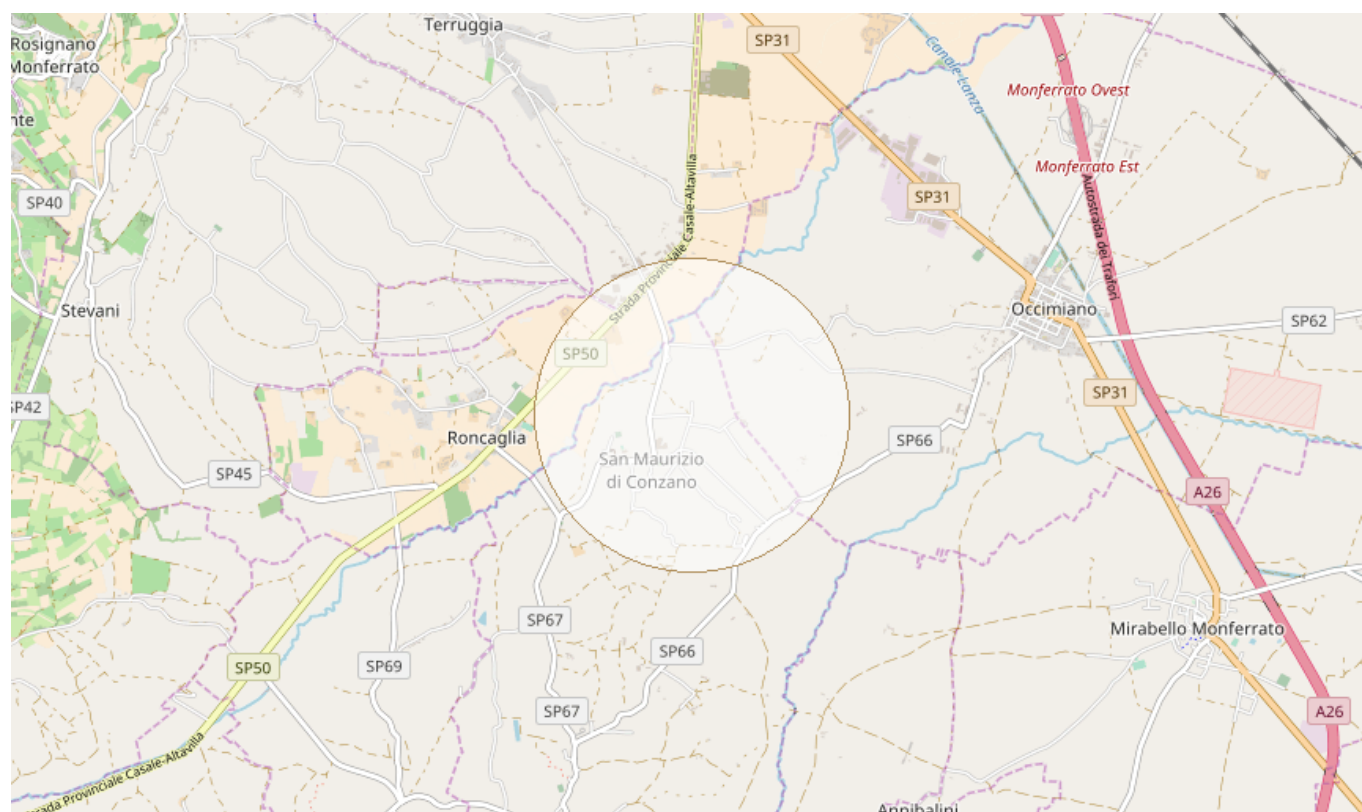 Terruggia
Rosignano
Monferrato
nte
SP31
Canale Lanza
Monferrato Ovest
Monferrato Est
Autostrada dei Trafori
SP40
SP31
Strada Provinciale Casale-Altavilla
Stevani
Occimiano
SP62
SP50
SP42
SP31
Roncaglia
SP66
San Maurizio
di Conzano
SP45
A26
SP67
Mirabello Monferrato
SP66
SP50
SP69
SP67
A26
Strada Provinciale Casale-Altavilla
Annibalini